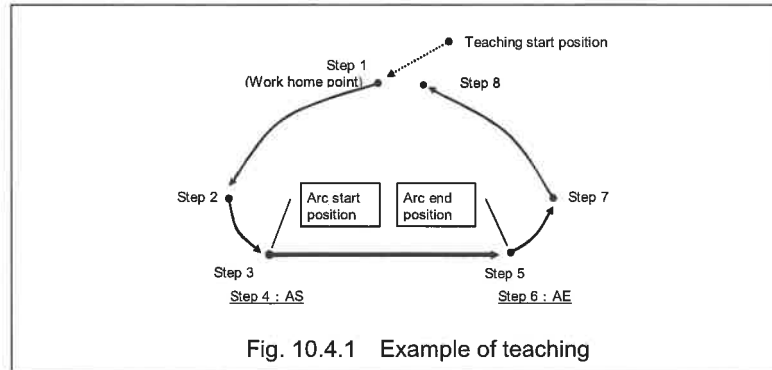 Teaching start position
Step 1
(Work home point)
Step 8
Step 2
Arc start
position
Arc end
position
Step 7
Step 3
Step 5
Step 4 : AS
Step 6 : AE
Fig. 10.4.1 Example of teaching